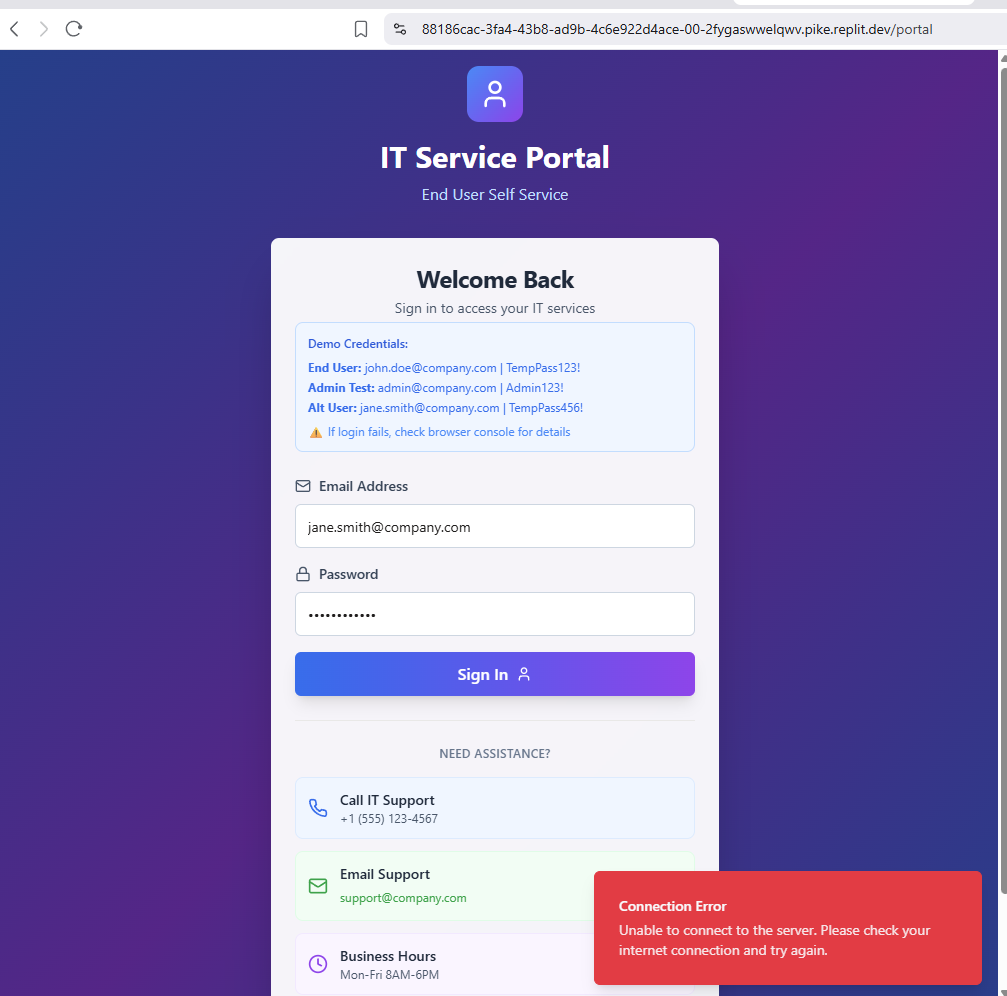 88186cac-3fa4-43b8-ad9b-4c6e922d4ace-00-2fygaswwelqwv.pike.replit.dev/portal
IT Service Portal
End User Self Service
Welcome Back
Sign in to access your IT services
Demo Credentials:
End User: john.doe@company.com | TempPass123!
Admin Test: admin@company.com | Admin123!
Alt User: jane.smith@company.com | TempPass456!
⚠ If login fails, check browser console for details
Email Address
jane.smith@company.com
Password
••••••••••••
Sign In
NEED ASSISTANCE?
Call IT Support
+1 (555) 123-4567
Email Support
support@company.com
Business Hours
Mon-Fri 8AM-6PM
Connection Error
Unable to connect to the server. Please check your
internet connection and try again.